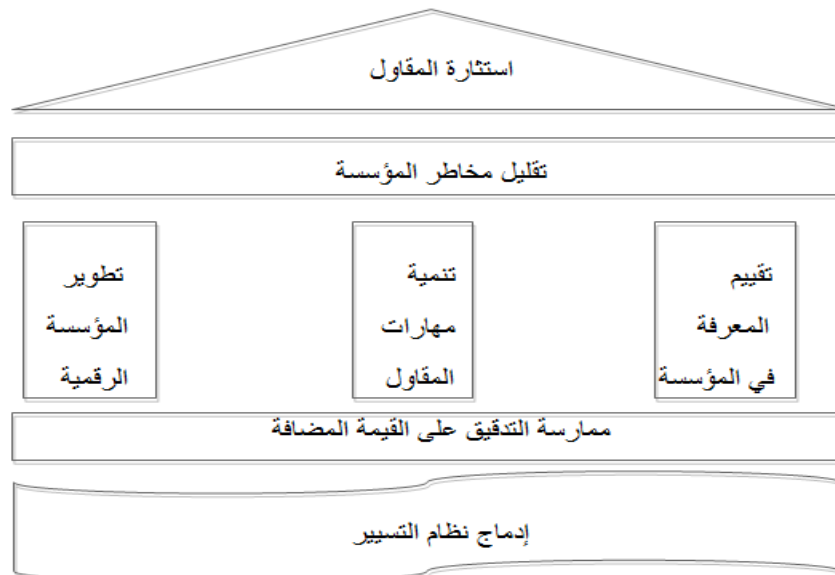 استثارة المقاول
تقليل مخاطر المؤسسة
تقييم
المعرفة
في المؤسسة
تنمية
مهارات
المقاول
تطوير
المؤسسة
الرقمية
ممارسة التدقيق على القيمة المضافة
إدماج نظام التسيير